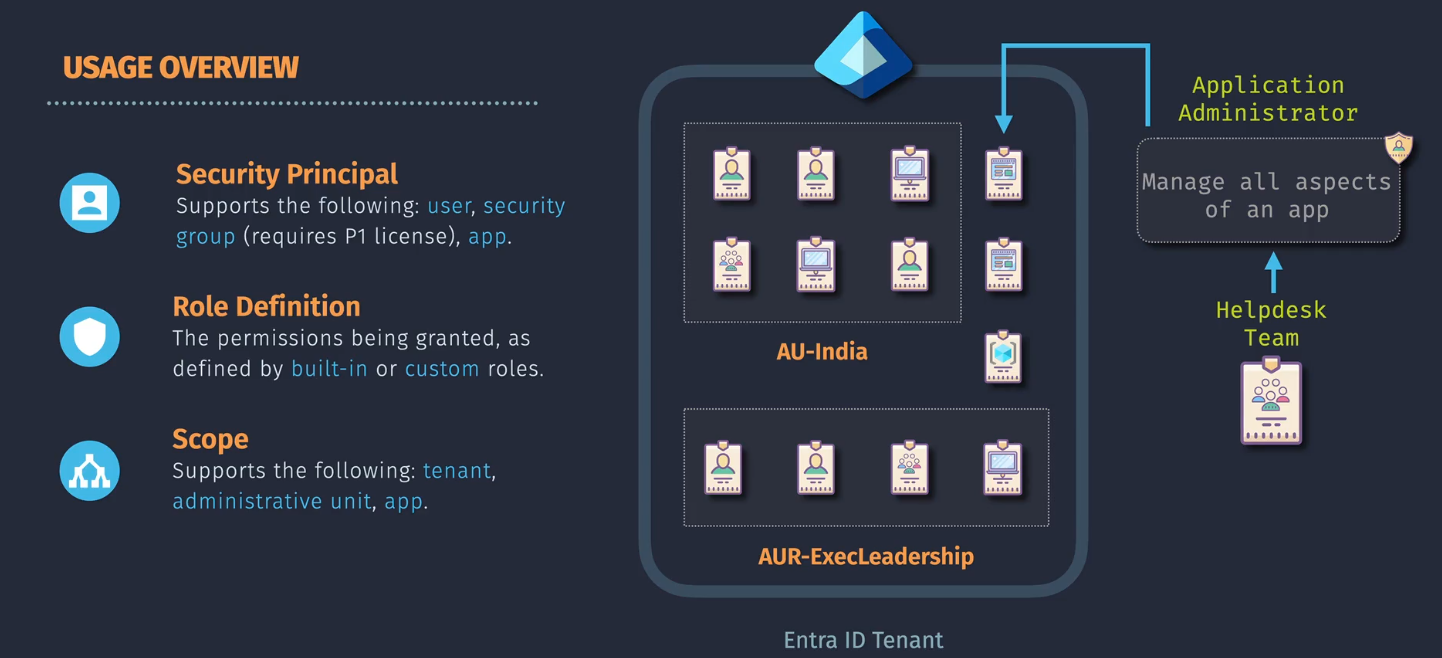 USAGE OVERVIEW
Security Principal
Supports the following: user, security
group (requires P1 license), app.
Role Definition
The permissions being granted, as
defined by built-in or custom roles.
Scope
Supports the following: tenant,
administrative unit, app.
AU-India
AUR-ExecLeadership
Entra ID Tenant
Application
Administrator
Manage all aspects
of an app
Helpdesk
Team